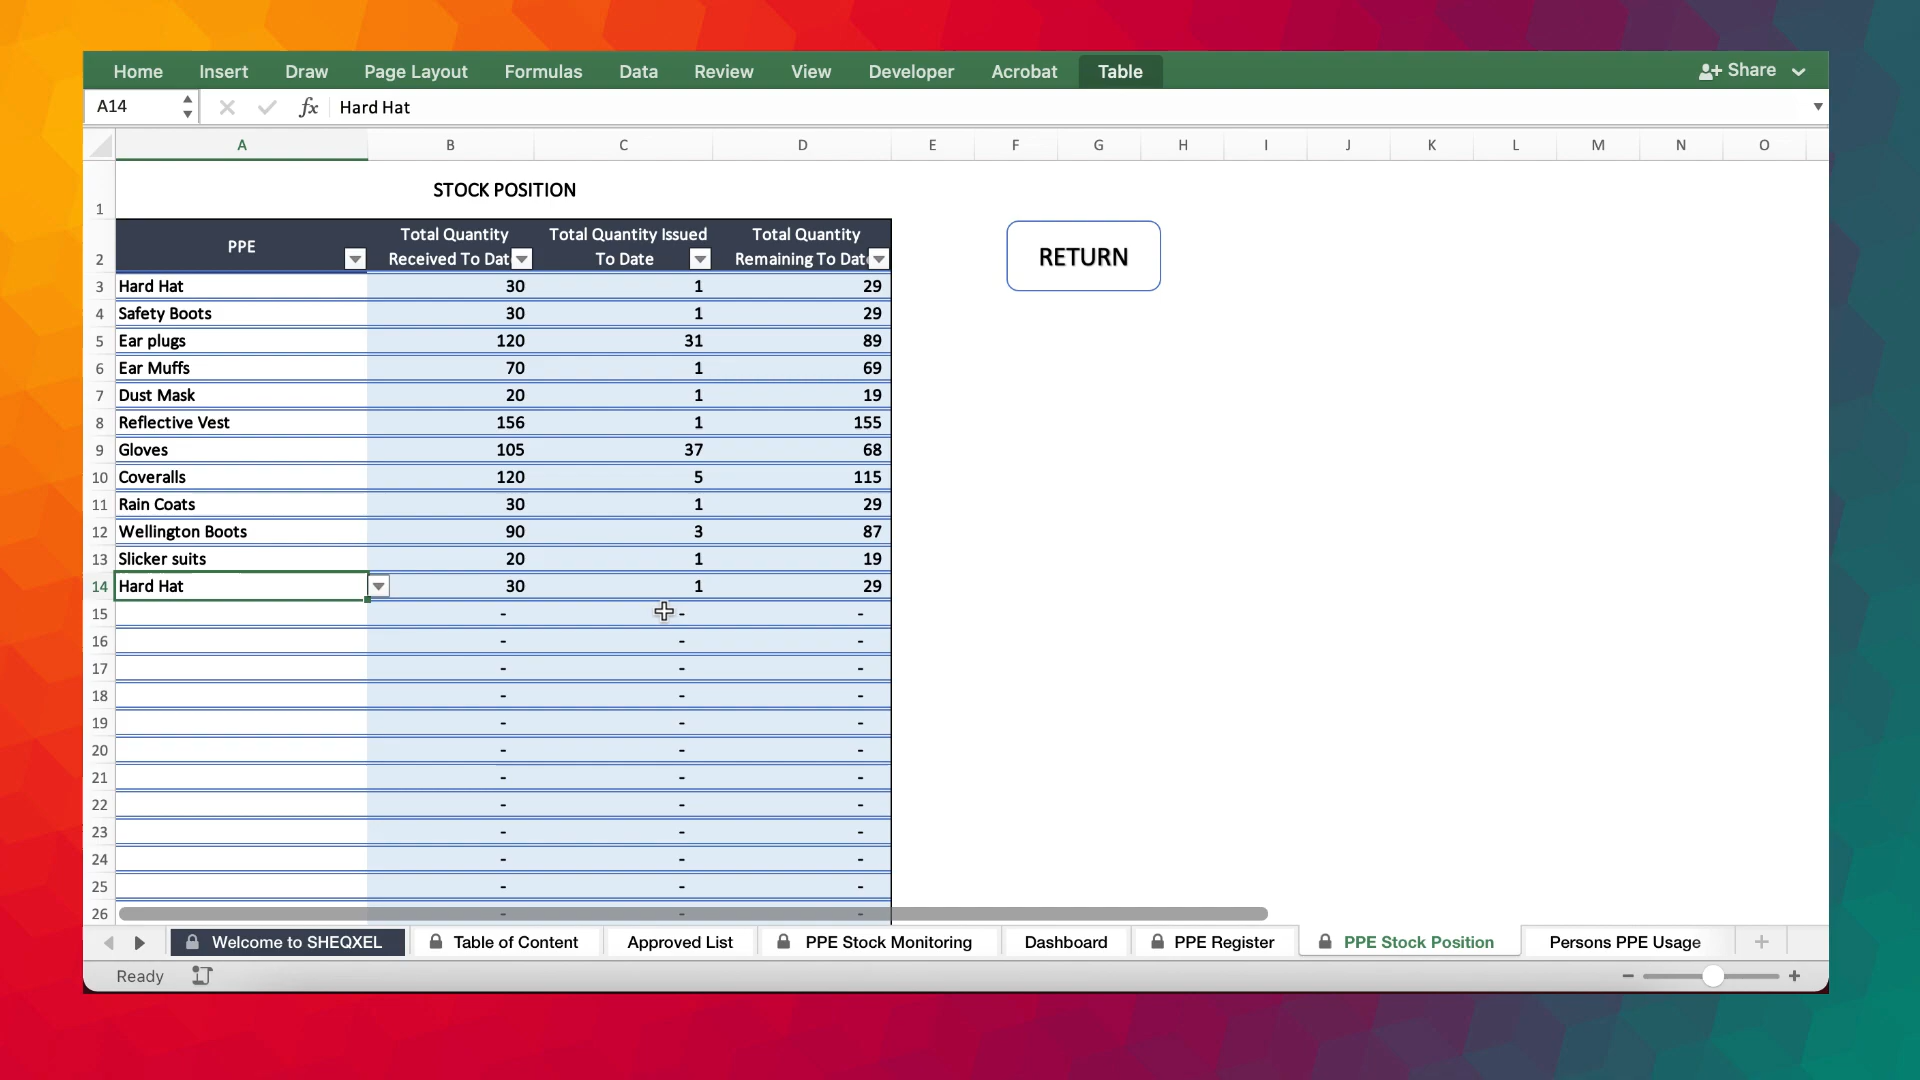 Home Insert Draw Page Layout Formulas Data Review View Developer Acrobat Table Share
A14 fx Hard Hat
A B C D E F G H I J K L M N O
STOCK POSITION
1
PPE Total Quantity Total Quantity Issued Total Quantity
2 Received To Dat To Date Remaining To Dat
RETURN
3 Hard Hat 30 1 29
4 Safety Boots 30 1 29
5 Ear plugs 120 31 89
6 Ear Muffs 70 1 69
7 Dust Mask 20 1 19
8 Reflective Vest 156 1 155
9 Gloves 105 37 68
10 Coveralls 120 5 115
11 Rain Coats 30 1 29
12 Wellington Boots 90 3 87
13 Slicker suits 20 1 19
14 Hard Hat 30 1 29
15 - - -
16 - - -
17 - - -
18 - - -
19 - - -
20 - - -
21 - - -
22 - - -
23 - - -
24 - - -
25 - - -
26 - - -
Welcome to SHEQXEL Table of Content Approved List PPE Stock Monitoring Dashboard PPE Register PPE Stock Position Persons PPE Usage +
Ready − +